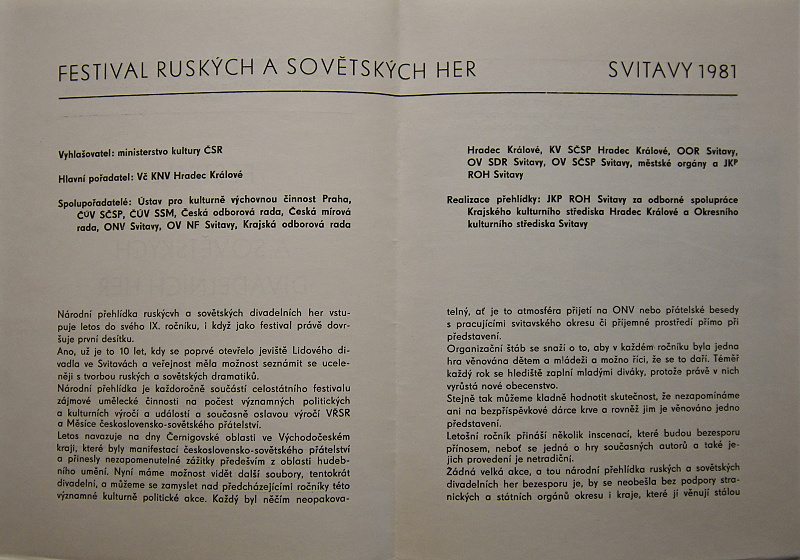 FESTIVAL RUSKÝCH A SOVĚTSKÝCH HER
SVITAVY 1981
Vyhlašovatel: ministerstvo kultury ČSR
Hlavní pořadatel: Vč KNV Hradec Králové
Spolupořadatelé: Ústav pro kulturně výchovnou činnost Praha,
ČÚV SČSP, ČÚV SSM, Česká odborová rada, Česká mírová
rada, ONV Svitavy, OV NF Svitavy, Krajská odborová rada
Hradec Králové, KV SČSP Hradec Králové, OOR Svitavy,
OV SDR Svitavy, OV SČSP Svitavy, městské orgány a JKP
ROH Svitavy
Realizace přehlídky: JKP ROH Svitavy za odborné spolupráce
Krajského kulturního střediska Hradec Králové a Okresního
kulturního střediska Svitavy
Národní přehlídka ruskýcvh a sovětských divadelních her vstu-
puje letos do svého IX. ročníku, i když jako festival právě dovr-
šuje první desítku.
Ano, už je to 10 let, kdy se poprvé otevřelo jeviště Lidového di-
vadla ve Svitavách a veřejnost měla možnost seznámit se ucele-
něji s tvorbou ruských a sovětských dramatiků.
Národní přehlídka je každoročně součástí celostátního festivalu
zájmové umělecké činnosti na počest významných politických
a kulturních výročí a událostí a současně oslavou výročí VŘSR
a Měsíce československo-sovětského přátelství.
Letos navazuje na dny Černigovské oblasti ve Východočeském
kraji, které byly manifestací československo-sovětského přátelství
a přinesly nezapomenutelné zážitky předešvím z oblasti hudeb-
ního umění. Nyní máme možnost vidět další soubory, tentokrát
divadelní, a můžeme se zamyslet nad předcházejícími ročníky této
významné kulturně politické akce. Každý byl něčím neopakova-
telný, ať je to atmosféra přijetí na ONV nebo přátelské besedy
s pracujícími svitavského okresu či příjemné prostředí přímo při
představení.
Organizační štáb se snaží o to, aby v každém ročníku byla jedna
hra věnována dětem a mládeži a možno říci, že se to daří. Téměř
každý rok se hlediště zaplní mladými diváky, protože právě v nich
vyrůstá nové obecenstvo.
Stejně tak můžeme kladně hodnotit skutečnost, že nezapomínáme
ani na bezpříspěvkové dárce krve a rovněž jim je věnováno jedno
představení.
Letošní ročník přináší několik inscenací, které budou bezesporu
přínosem, neboť se jedná o hry současných autorů a také je-
jich provedení je netradiční.
Žádná velká akce, a tou národní přehlídka ruských a sovětských
divadelních her bezesporu je, by se neobešla bez podpory stra-
nických a státních orgánů okresu i kraje, které jí věnují stálou